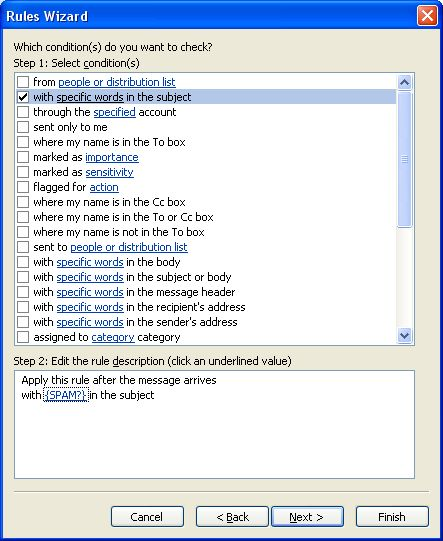 Rules Wizard
Which condition(s) do you want to check?
Step 1: Select condition(s)
from people or distribution list
with specific words in the subject
through the specified account
sent only to me
where my name is in the To box
marked as importance
marked as sensitivity
flagged for action
where my name is in the Cc box
where my name is in the To or Cc box
where my name is not in the To box
sent to people or distribution list
with specific words in the body
with specific words in the subject or body
with specific words in the message header
with specific words in the recipient's address
with specific words in the sender's address
assigned to category category
Step 2: Edit the rule description (click an underlined value)
Apply this rule after the message arrives
with {SPAM?} in the subject
Cancel < Back Next > Finish